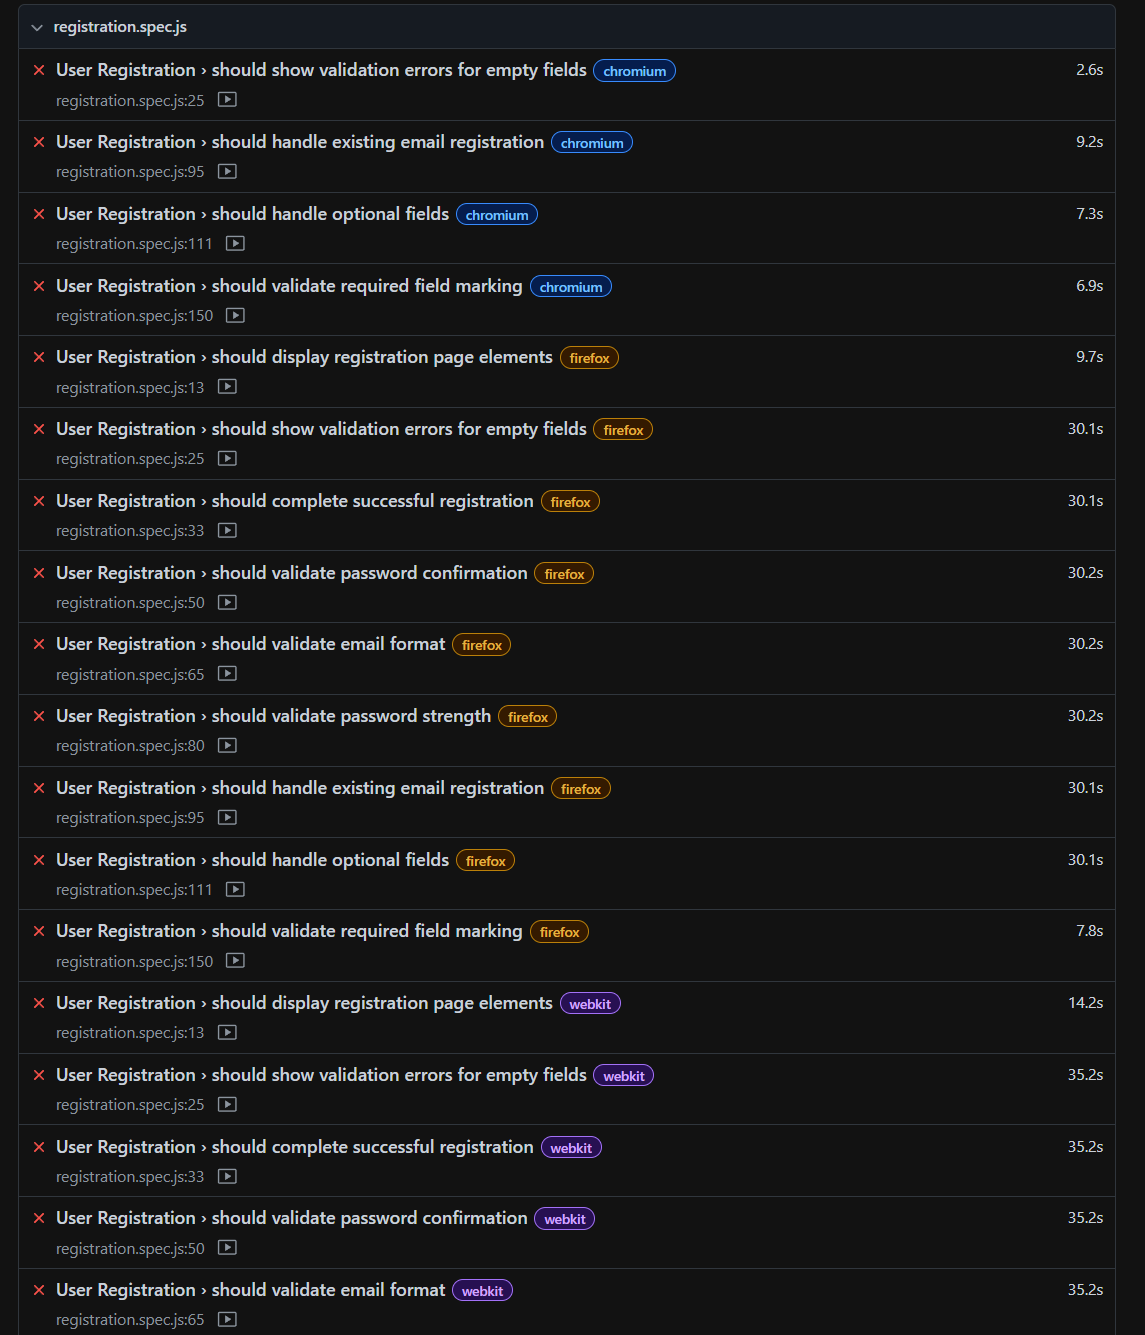 registration.spec.js
User Registration › should show validation errors for empty fields chromium 2.6s
registration.spec.js:25
User Registration › should handle existing email registration chromium 9.2s
registration.spec.js:95
User Registration › should handle optional fields chromium 7.3s
registration.spec.js:111
User Registration › should validate required field marking chromium 6.9s
registration.spec.js:150
User Registration › should display registration page elements firefox 9.7s
registration.spec.js:13
User Registration › should show validation errors for empty fields firefox 30.1s
registration.spec.js:25
User Registration › should complete successful registration firefox 30.1s
registration.spec.js:33
User Registration › should validate password confirmation firefox 30.2s
registration.spec.js:50
User Registration › should validate email format firefox 30.2s
registration.spec.js:65
User Registration › should validate password strength firefox 30.2s
registration.spec.js:80
User Registration › should handle existing email registration firefox 30.1s
registration.spec.js:95
User Registration › should handle optional fields firefox 30.1s
registration.spec.js:111
User Registration › should validate required field marking firefox 7.8s
registration.spec.js:150
User Registration › should display registration page elements webkit 14.2s
registration.spec.js:13
User Registration › should show validation errors for empty fields webkit 35.2s
registration.spec.js:25
User Registration › should complete successful registration webkit 35.2s
registration.spec.js:33
User Registration › should validate password confirmation webkit 35.2s
registration.spec.js:50
User Registration › should validate email format webkit 35.2s
registration.spec.js:65